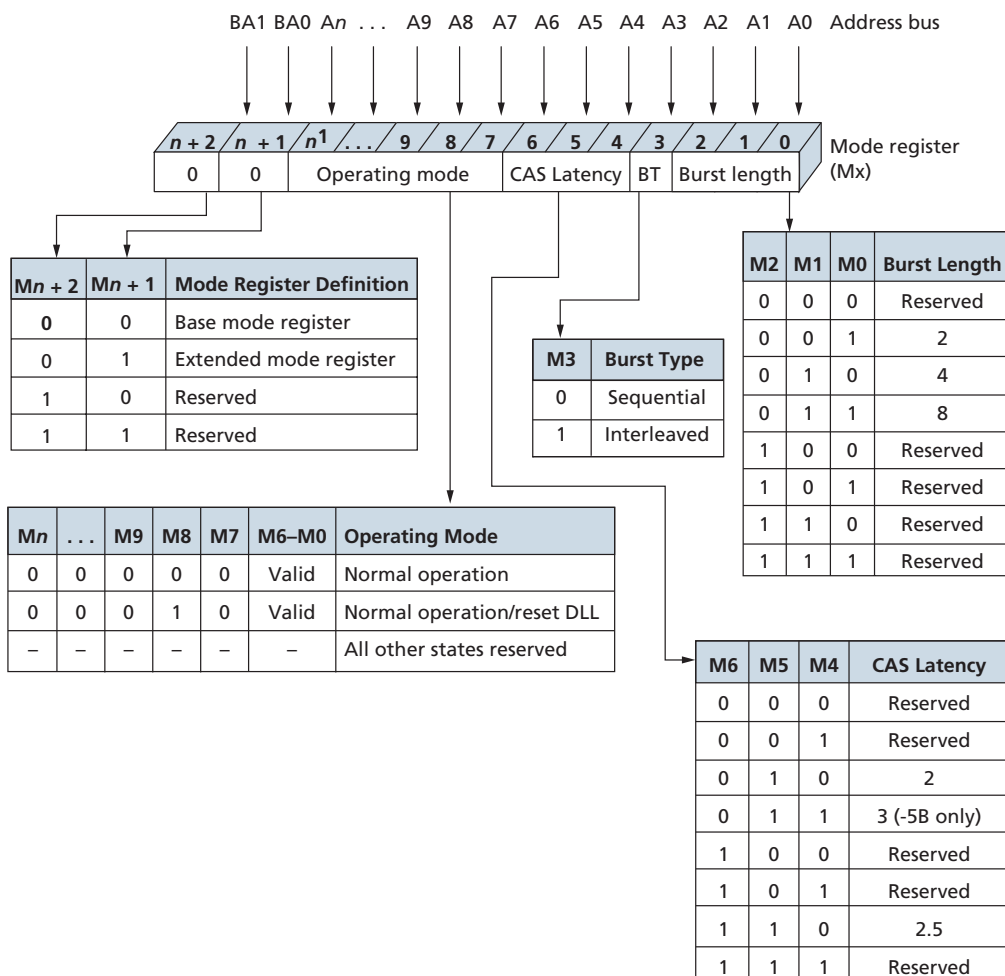 BA1 BA0 An . . . A9 A8 A7 A6 A5 A4 A3 A2 A1 A0 Address bus
n + 2 n + 1 n1 . . . 9 8 7 6 5 4 3 2 1 0
Mode register
(Mx)
0 0 Operating mode CAS Latency BT Burst length
Mn + 2 Mn + 1 Mode Register Definition
0 0 Base mode register
0 1 Extended mode register
1 0 Reserved
1 1 Reserved
M3 Burst Type
0 Sequential
1 Interleaved
M2 M1 M0 Burst Length
0 0 0 Reserved
0 0 1 2
0 1 0 4
0 1 1 8
1 0 0 Reserved
1 0 1 Reserved
1 1 0 Reserved
1 1 1 Reserved
Mn . . . M9 M8 M7 M6–M0 Operating Mode
0 0 0 0 0 Valid Normal operation
0 0 0 1 0 Valid Normal operation/reset DLL
– – – – – – All other states reserved
M6 M5 M4 CAS Latency
0 0 0 Reserved
0 0 1 Reserved
0 1 0 2
0 1 1 3 (-5B only)
1 0 0 Reserved
1 0 1 Reserved
1 1 0 2.5
1 1 1 Reserved